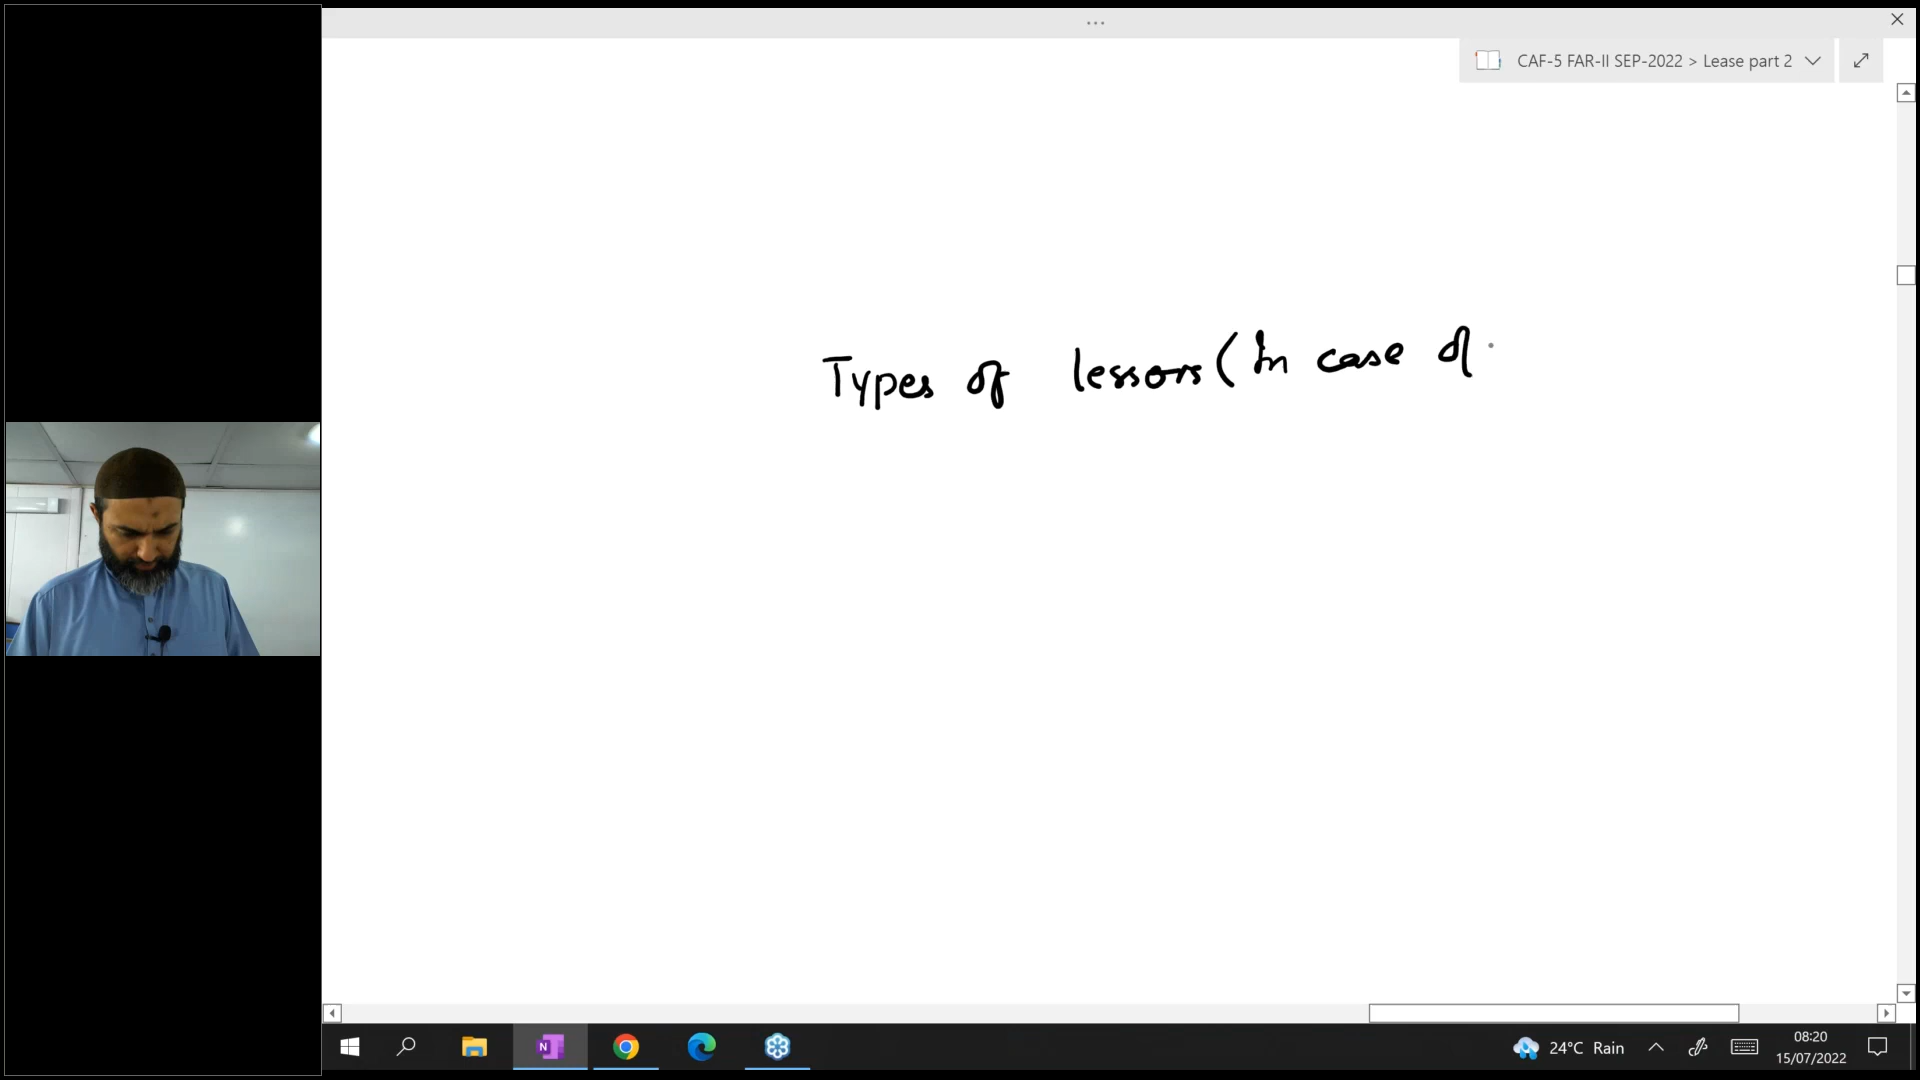 CAF-5 FAR-II SEP-2022 > Lease part 2
Types of lessors (In case of
24°C Rain
08:20
15/07/2022